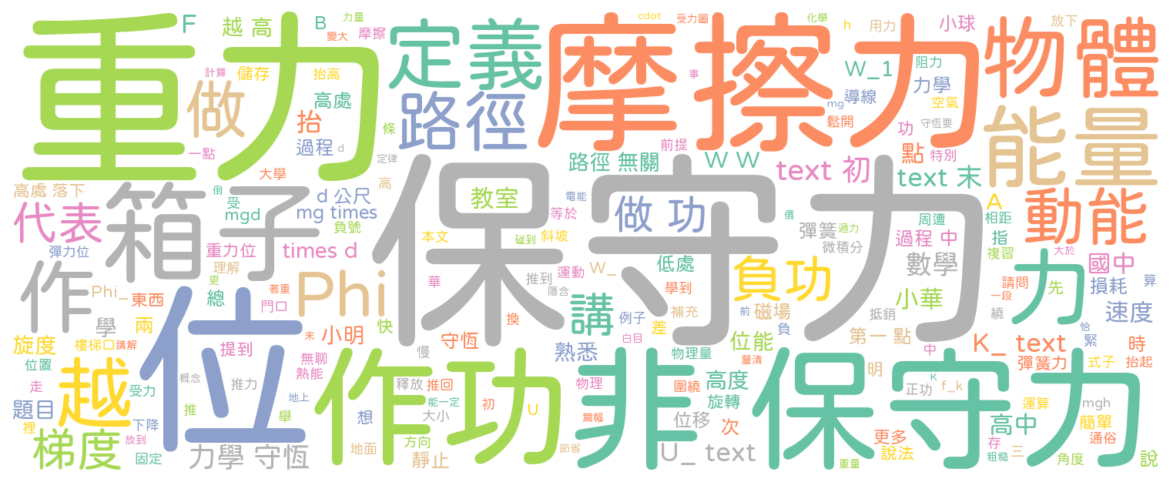 重力
保守力
摩擦力
非保守力
位
作功
箱子
物體
能量
動能
定義
路徑
做
F
越 高
B
力量
變大
摩擦
計算
儲存
抬高
高處
抬
過程
d
條
定律
一點
大學
高處 落下
代表
彈力位
mgd
受
倒
負號
d 公尺
mg times
重力位
times d
理解
更
作
Phi
Phi_
東西
總
著重
門口
學
兩
旋度
樓梯口
講解
小明
快
位置
提到
無聊
末
走
越
熱能
慢
題目
受力
概念
推力
裡
下降
推
地上
舉
梯度
放到
固定
力學 守恆
想
地面
靜止
釋放
推回
能一定
大小
初
U
方向
節省
換
守恆
熟悉
物理
篇幅
講
例子
白目
本文
碰到
斜坡
華
推到
運動
隱含
W_
學到
補充
差
前
教室
電能
等於
價
做 功
路徑 無關
W W
cdot
受力圖
事
前提
化學
h
用力
小球
放下
W_1
阻力
力學
mg
導線
空氣
鬆開
功
守恆要
點
特別
text 初
text 末
A
周遭
相距
指
複習
彈簧
過力
微積分
過程 中
數學
低處
負功
小華
位能
磁場
負
抵銷
第一 點
力
大於
國中
先
請問
一段
繞
算
損耗
速度
恰
緊
時
K_ text
彈簧力
式子
抬起
明
中
物理量
釐清
圍繞
高度
旋轉
正功
K
f_k
運算
mgh
簡單
位移
次
高中
通俗
更多
說法
存
粗糙
三
角度
說
U_ text
重量